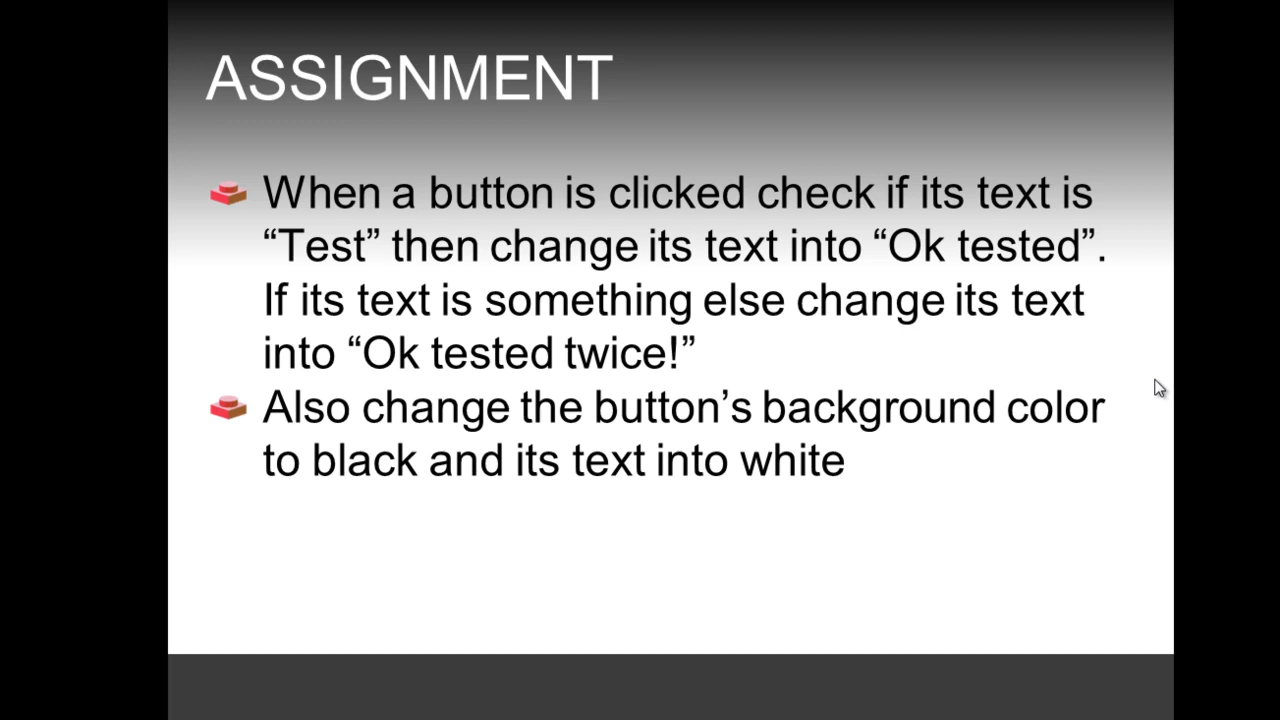 ASSIGNMENT
When a button is clicked check if its text is
“Test” then change its text into “Ok tested”.
If its text is something else change its text
into “Ok tested twice!”
Also change the button’s background color
to black and its text into white